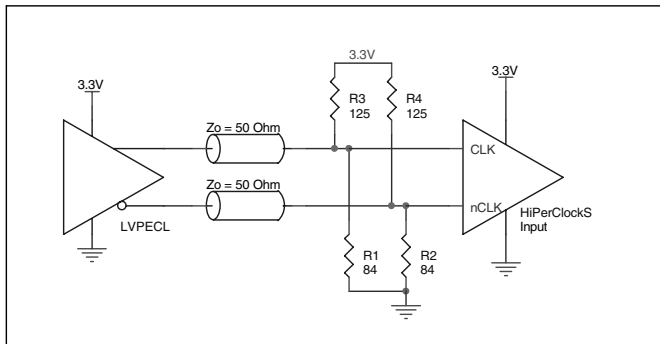 3.3V
3.3V
3.3V
R3
125
R4
125
Zo = 50 Ohm
CLK
Zo = 50 Ohm
nCLK
HiPerClockS
Input
LVPECL
R1
84
R2
84